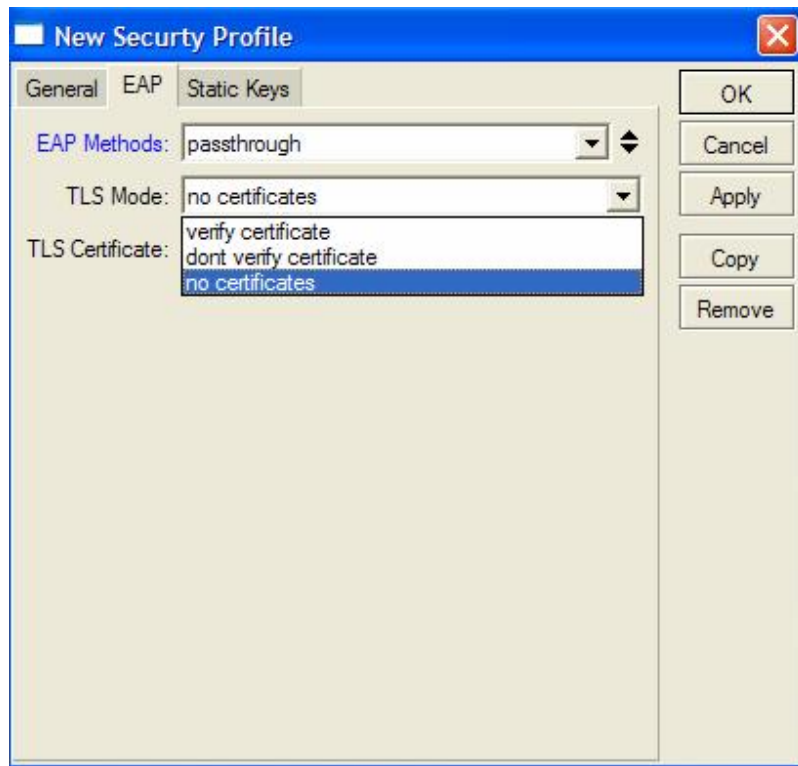 New Securty Profile
General EAP Static Keys
OK
EAP Methods: passthrough
Cancel
TLS Mode: no certificates
Apply
verify certificate
TLS Certificate: dont verify certificate
Copy
no certificates
Remove